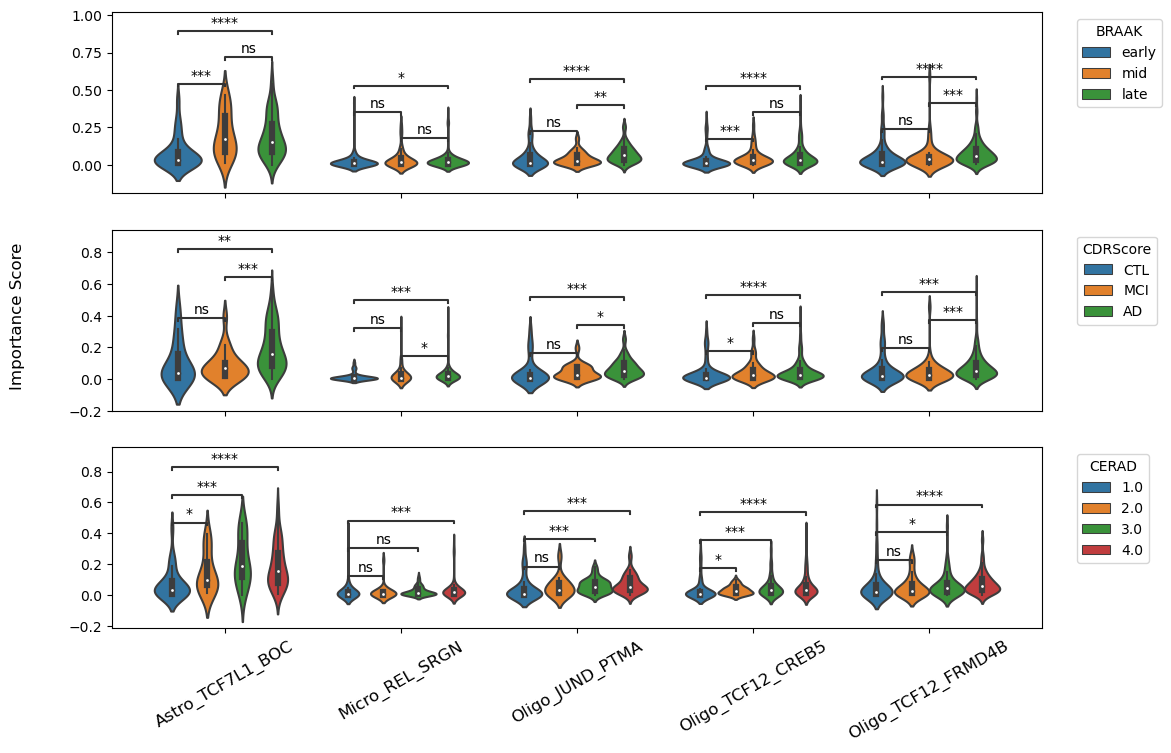 1.00
0.75
0.50
0.25
0.00
****
***
ns
*
ns
ns
****
ns
**
****
***
ns
****
ns
***
BRAAK
early
mid
late
Importance Score
0.8
0.6
0.4
0.2
0.0
−0.2
**
ns
***
***
ns
*
***
ns
*
****
*
ns
***
ns
***
CDRScore
CTL
MCI
AD
0.8
0.6
0.4
0.2
0.0
−0.2
****
***
*
***
ns
ns
***
***
ns
****
***
*
****
*
ns
CERAD
1.0
2.0
3.0
4.0
Astro_TCF7L1_BOC
Micro_REL_SRGN
Oligo_JUND_PTMA
Oligo_TCF12_CREB5
Oligo_TCF12_FRMD4B